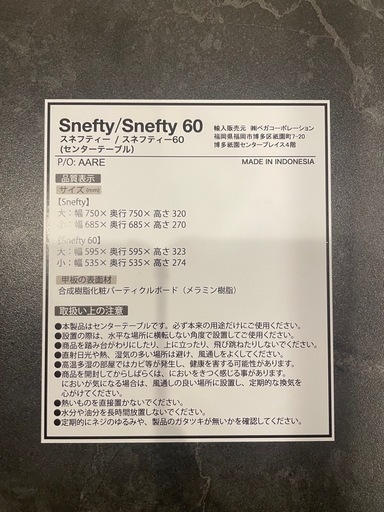 Snefty/Snefty 60
スネフティー / スネフティー60
(センターテーブル)
輸入販売元 ㈱ベガコーポレーション
福岡県福岡市博多区祇園町7-20
博多祇園センタープレイス4階
P/O: AARE
MADE IN INDONESIA
品質表示
サイズ(mm)
【Snefty】
大：幅 750× 奥行 750× 高さ 320
小：幅 685× 奥行 685× 高さ 270
【Snefty 60】
大：幅 595× 奥行 595× 高さ 323
小：幅 535× 奥行 535× 高さ 274
甲板の表面材
合成樹脂化粧パーティクルボード（メラミン樹脂）
取扱い上の注意
●本製品はセンターテーブルです。必ず本来の用途だけにご使用ください。
●設置の際は、水平な場所に横転しない角度で設置してご使用ください。
●商品を踏み台がわりにしたり、上に立ったり、飛び跳ねたりしないでください。
●直射日光や熱、湿気の多い場所は避け、風通しをよくしてください。
●高温多湿の部屋ではカビ等が発生し、健康を害することがあります。
●商品を開封してからしばらくは、においをきつく感じる事があります。
においが気になる場合は、風通しの良い場所に設置し、定期的な換気を
心がけてください。
●熱いものを直接置かないでください。
●水分や油分を長時間放置しないでください。
●定期的にネジのゆるみや、製品のガタツキが無いかを確認してください。